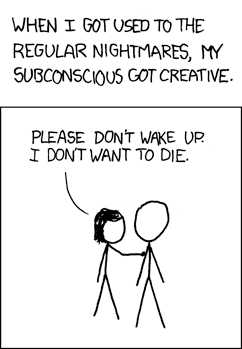 WHEN I GOT USED TO THE
REGULAR NIGHTMARES, MY
SUBCONSCIOUS GOT CREATIVE.
PLEASE DON'T WAKE UP.
I DON'T WANT TO DIE.